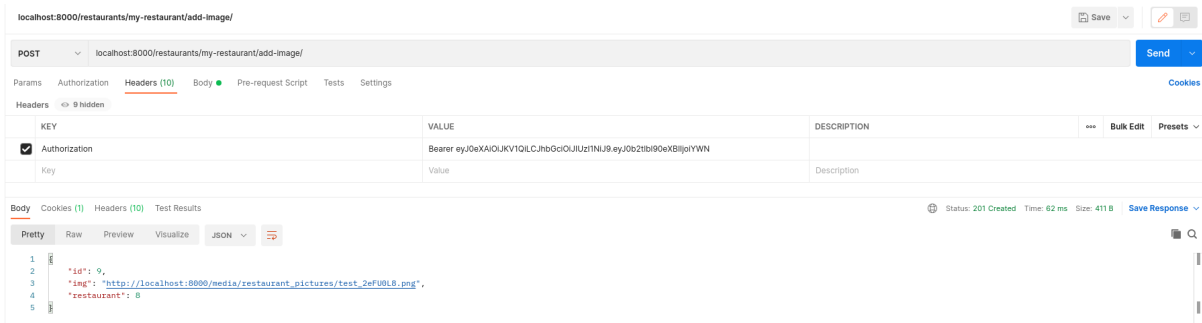 localhost:8000/restaurants/my-restaurant/add-image/
Save
POST localhost:8000/restaurants/my-restaurant/add-image/ Send
Params Authorization Headers (10) Body Pre-request Script Tests Settings Cookies
Headers 9 hidden
KEY VALUE DESCRIPTION Bulk Edit Presets
Authorization Bearer eyJ0eXAiOiJKV1QiLCJhbGciOiJIUzI1NiJ9.eyJ0b2tlbl90eXBlIjoiYWN
Key Value Description
Body Cookies (1) Headers (10) Test Results Status: 201 Created Time: 62 ms Size: 411 B Save Response
Pretty Raw Preview Visualize JSON
1 {
2 "id": 9,
3 "img": "http://localhost:8000/media/restaurant_pictures/test_2eFU0L8.png",
4 "restaurant": 8
5 }